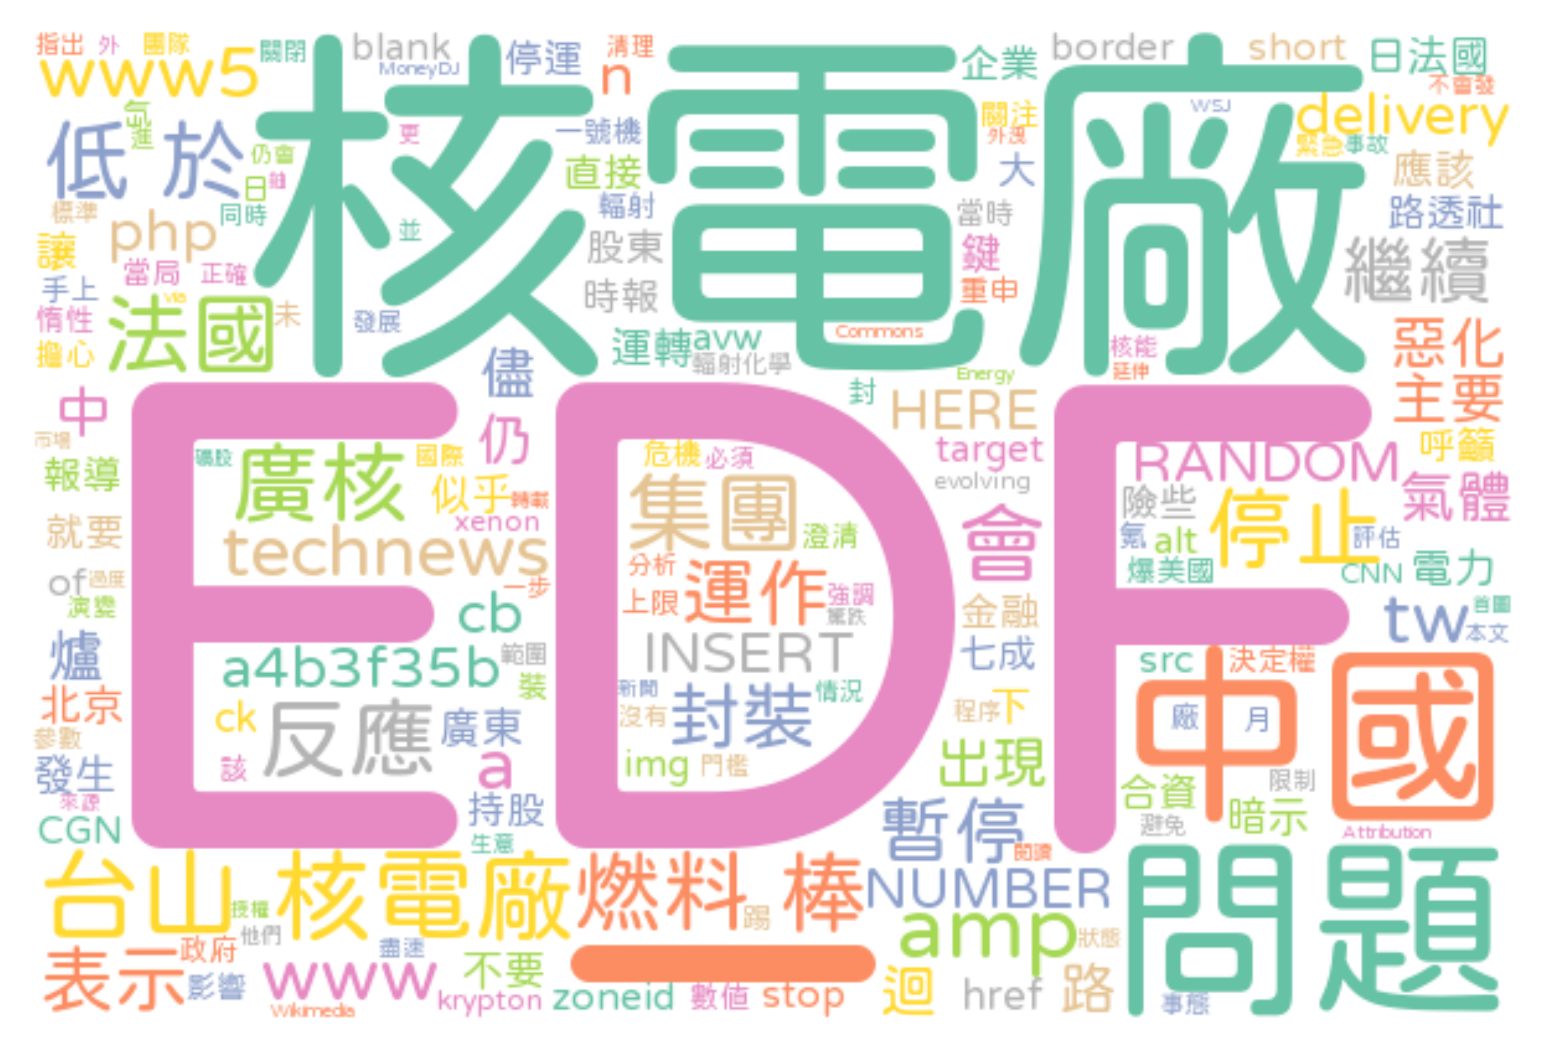 指出 外 團隊 關閉 blank 停運 清理 企業 border short 日法國
www5 MoneyDJ n 不會發
核電廠
氣 進 更 一號機 關注 外洩 WSJ delivery
低於 仍會 日 抽 直接 大 緊急 事故 應該
標準 php 同時 並 輻射 當時 路透社
讓 當局 正確 股東 鍵 繼續
手上 via 時報 重申
惰性 法國 未 發展 Commons
擔心 運轉 avw 輻射化學 核能 惡化
儘 Energy 延伸 主要
中 封 HERE
EDF
市場 仍 target RANDOM 呼籲
報導 礦股 廣核 國際 危機 必須 evolving 氣體
似乎 轉載 集團 險些 停止
就要 technews xenon 澄清 會 氪 alt 評估
of 過度 一步 分析 運作 強調 爆美國 CNN 電力
演變 cb 上限 驚跌 金融 tw 首圖
爐 a4b3f35b 範圍 INSERT 七成 src 決定權 本文
北京 裝 新聞 封裝 情況 中國
參數 ck 反應 廣東 沒有 程序 下 廠 月
發生 該 a img 門檻 出現 合資 限制
來源 持股 避免 暗示
CGN 生意 暫停 閱讀 Attribution
台山 核電廠 燃料 棒 NUMBER 問題
授權 他們 踢 amp 狀態
表示 政府 盡速 一
影響 www 不要 迴 href 路
Wikimedia krypton zoneid 數值 stop 事態